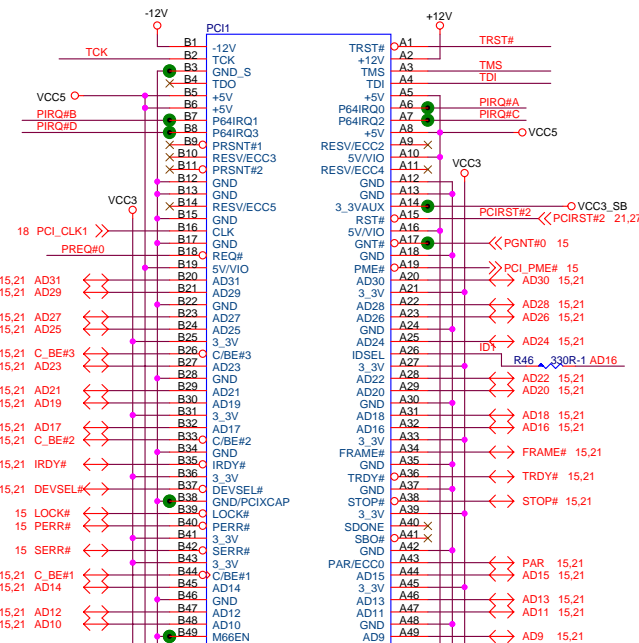 -12V +12V
PCI1
B1 -12V TRST# A1 TRST#
TCK B2 TCK +12V A2
B3 GND_S TMS A3 TMS
B4 TDO TDI A4 TDI
VCC5 B5 +5V +5V A5
B6 +5V P64IRQ0 A6 PIRQ#A
PIRQ#B B7 P64IRQ1 P64IRQ2 A7 PIRQ#C
PIRQ#D B8 P64IRQ3 +5V A8 VCC5
B9 PRSNT#1 RESV/ECC2 A9
B10 RESV/ECC3 5V/VIO A10
B11 PRSNT#2 RESV/ECC4 A11
VCC3
B12 GND GND A12
B13 GND GND A13
VCC3
B14 RESV/ECC5 3_3VAUX A14 VCC3_SB
B15 GND RST# A15 PCIRST#2 PCIRST#2 21,27
18 PCI_CLK1 B16 CLK 5V/VIO A16
B17 GND GNT# A17 PGNT#0 15
PREQ#0 B18 REQ# GND A18
B19 5V/VIO PME# A19 PCI_PME# 15
15,21 AD31 B20 AD31 AD30 A20 AD30 15,21
15,21 AD29 B21 AD29 3_3V A21
B22 GND AD28 A22 AD28 15,21
15,21 AD27 B23 AD27 AD26 A23 AD26 15,21
15,21 AD25 B24 AD25 GND A24
B25 3_3V AD24 A25 AD24 15,21
15,21 C_BE#3 B26 C/BE#3 IDSEL A26 ID1
15,21 AD23 B27 AD23 3_3V A27 R46 330R-1 AD16
B28 GND AD22 A28 AD22 15,21
15,21 AD21 B29 AD21 AD20 A29 AD20 15,21
15,21 AD19 B30 AD19 GND A30
B31 3_3V AD18 A31 AD18 15,21
15,21 AD17 B32 AD17 AD16 A32 AD16 15,21
15,21 C_BE#2 B33 C/BE#2 3_3V A33
B34 GND FRAME# A34 FRAME# 15,21
15,21 IRDY# B35 IRDY# GND A35
B36 3_3V TRDY# A36 TRDY# 15,21
15,21 DEVSEL# B37 DEVSEL# GND A37
B38 GND/PCIXCAP STOP# A38 STOP# 15,21
15 LOCK# B39 LOCK# 3_3V A39
15 PERR# B40 PERR# SDONE A40
B41 3_3V SBO# A41
15 SERR# B42 SERR# GND A42
B43 3_3V PAR/ECC0 A43 PAR 15,21
15,21 C_BE#1 B44 C/BE#1 AD15 A44 AD15 15,21
15,21 AD14 B45 AD14 3_3V A45
B46 GND AD13 A46 AD13 15,21
15,21 AD12 B47 AD12 AD11 A47 AD11 15,21
15,21 AD10 B48 AD10 GND A48
B49 M66EN AD9 A49 AD9 15,21